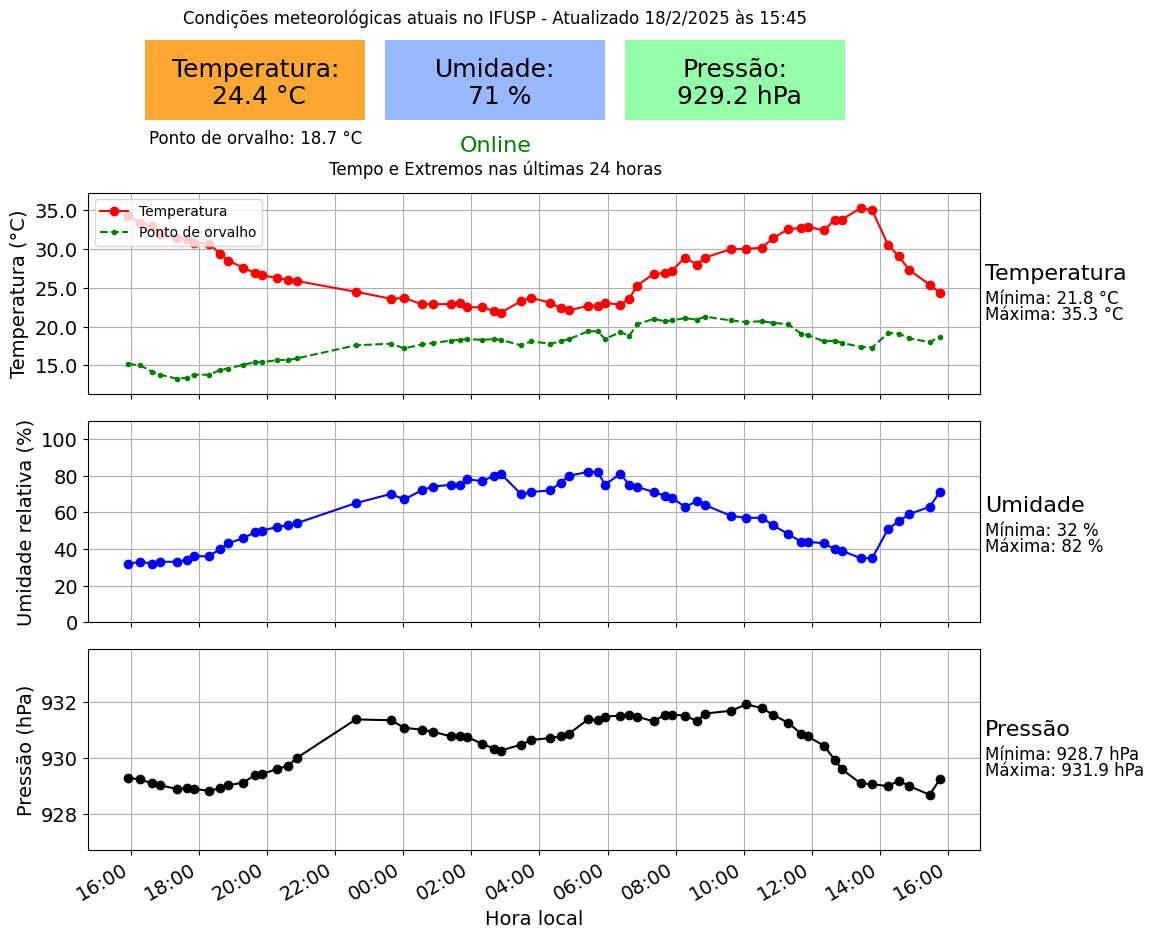 Condições meteorológicas atuais no IFUSP - Atualizado 18/2/2025 às 15:45
Temperatura:
24.4 °C
Umidade:
71 %
Pressão:
929.2 hPa
Ponto de orvalho: 18.7 °C
Online
Tempo e Extremos nas últimas 24 horas
Temperatura (°C)
35.0
30.0
25.0
20.0
15.0
Temperatura
Ponto de orvalho
Temperatura
Mínima: 21.8 °C
Máxima: 35.3 °C
Umidade relativa (%)
100
80
60
40
20
0
Umidade
Mínima: 32 %
Máxima: 82 %
Pressão (hPa)
932
930
928
Pressão
Mínima: 928.7 hPa
Máxima: 931.9 hPa
16:00 18:00 20:00 22:00 00:00 02:00 04:00 06:00 08:00 10:00 12:00 14:00 16:00
Hora local